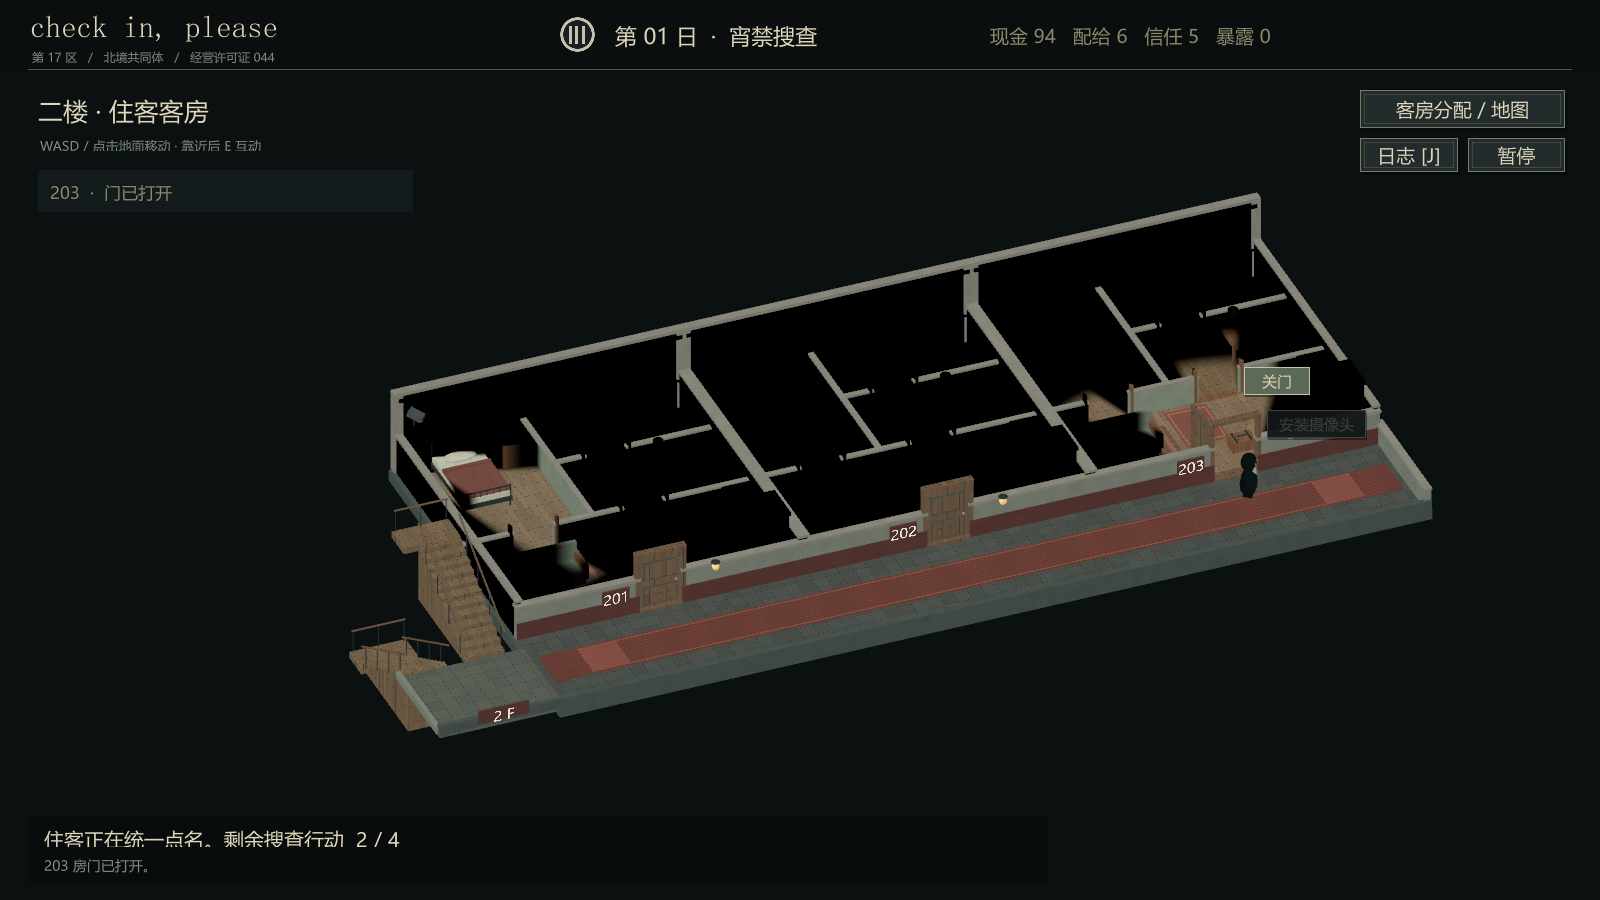 check in, please
第 17 区 / 北境共同体 / 经营许可证 044
第 01 日 · 宵禁搜查
现金 94 配给 6 信任 5 暴露 0
二楼 · 住客客房
WASD / 点击地面移动 · 靠近后 E 互动
203 · 门已打开
客房分配 / 地图
日志 [J]
暂停
关门
安装摄像头
203
202
201
2 F
住客正在统一点名。剩余搜查行动 2 / 4
203 房门已打开。